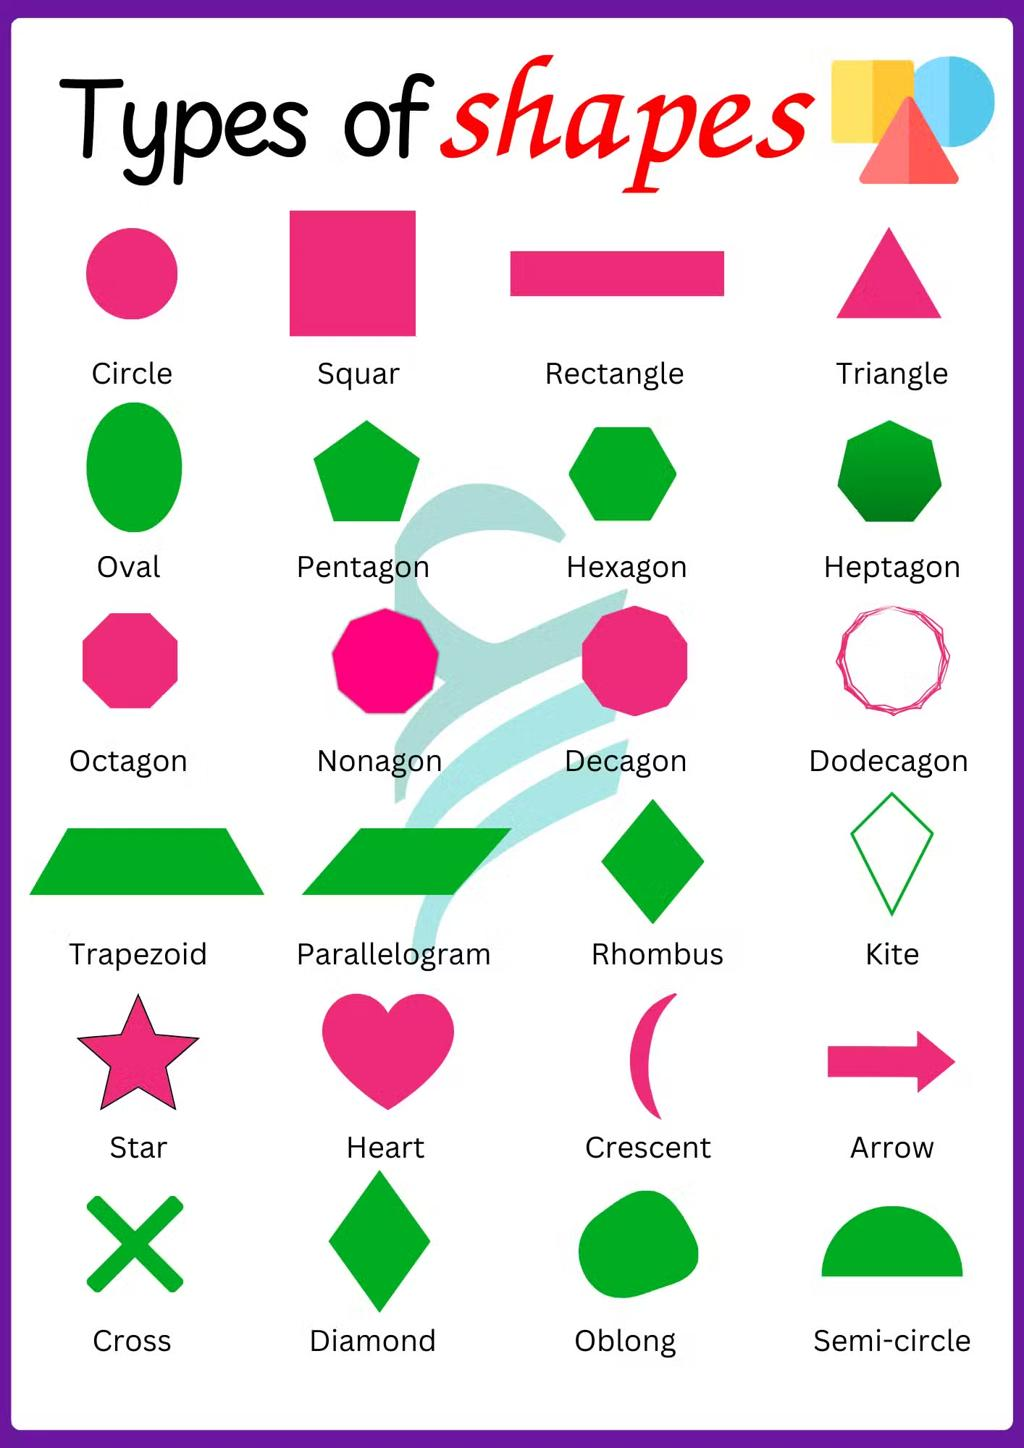 Types of shapes
Circle Squar Rectangle Triangle
Oval Pentagon Hexagon Heptagon
Octagon Nonagon Decagon Dodecagon
Trapezoid Parallelogram Rhombus Kite
Star Heart Crescent Arrow
Cross Diamond Oblong Semi-circle